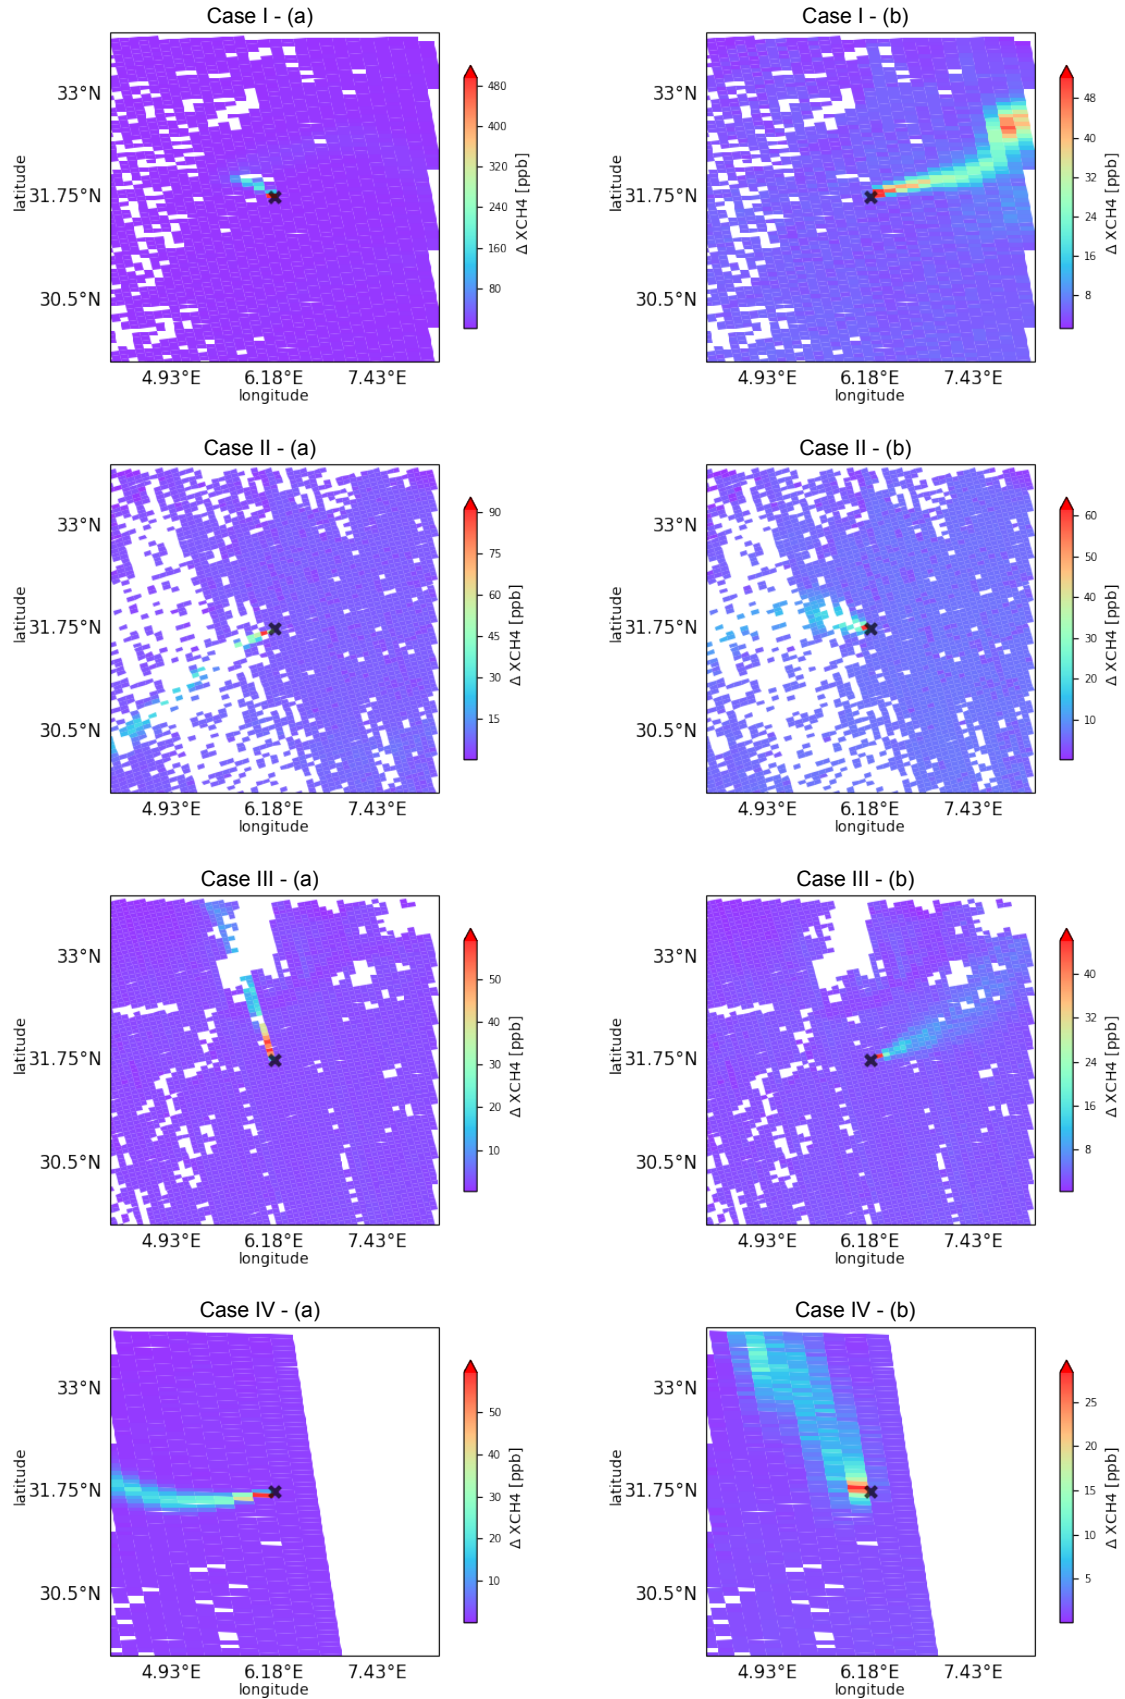 Case I - (a)
33°N
31.75°N
30.5°N
latitude
4.93°E 6.18°E 7.43°E
longitude
480
400
320
240
160
80
Δ XCH4 [ppb]
Case I - (b)
33°N
31.75°N
30.5°N
latitude
4.93°E 6.18°E 7.43°E
longitude
48
40
32
24
16
8
Δ XCH4 [ppb]
Case II - (a)
33°N
31.75°N
30.5°N
latitude
4.93°E 6.18°E 7.43°E
longitude
90
75
60
45
30
15
Δ XCH4 [ppb]
Case II - (b)
33°N
31.75°N
30.5°N
latitude
4.93°E 6.18°E 7.43°E
longitude
60
50
40
30
20
10
Δ XCH4 [ppb]
Case III - (a)
33°N
31.75°N
30.5°N
latitude
4.93°E 6.18°E 7.43°E
longitude
50
40
30
20
10
Δ XCH4 [ppb]
Case III - (b)
33°N
31.75°N
30.5°N
latitude
4.93°E 6.18°E 7.43°E
longitude
40
32
24
16
8
Δ XCH4 [ppb]
Case IV - (a)
33°N
31.75°N
30.5°N
latitude
4.93°E 6.18°E 7.43°E
longitude
50
40
30
20
10
Δ XCH4 [ppb]
Case IV - (b)
33°N
31.75°N
30.5°N
latitude
4.93°E 6.18°E 7.43°E
longitude
25
20
15
10
5
Δ XCH4 [ppb]